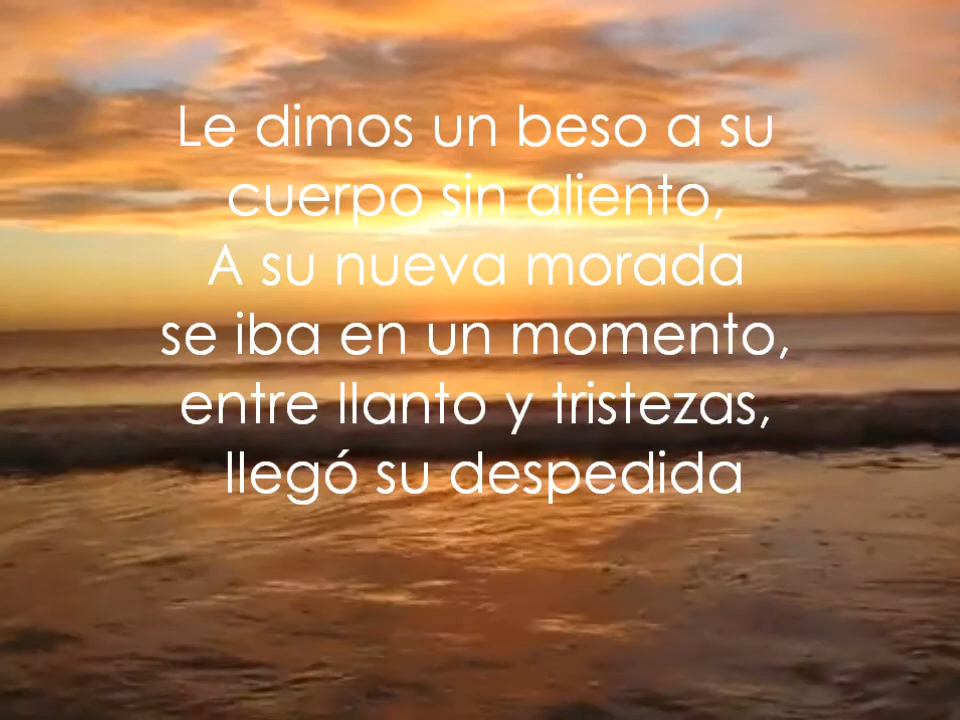 Le dimos un beso a su
cuerpo sin aliento,
A su nueva morada
se iba en un momento,
entre llanto y tristezas,
llegó su despedida